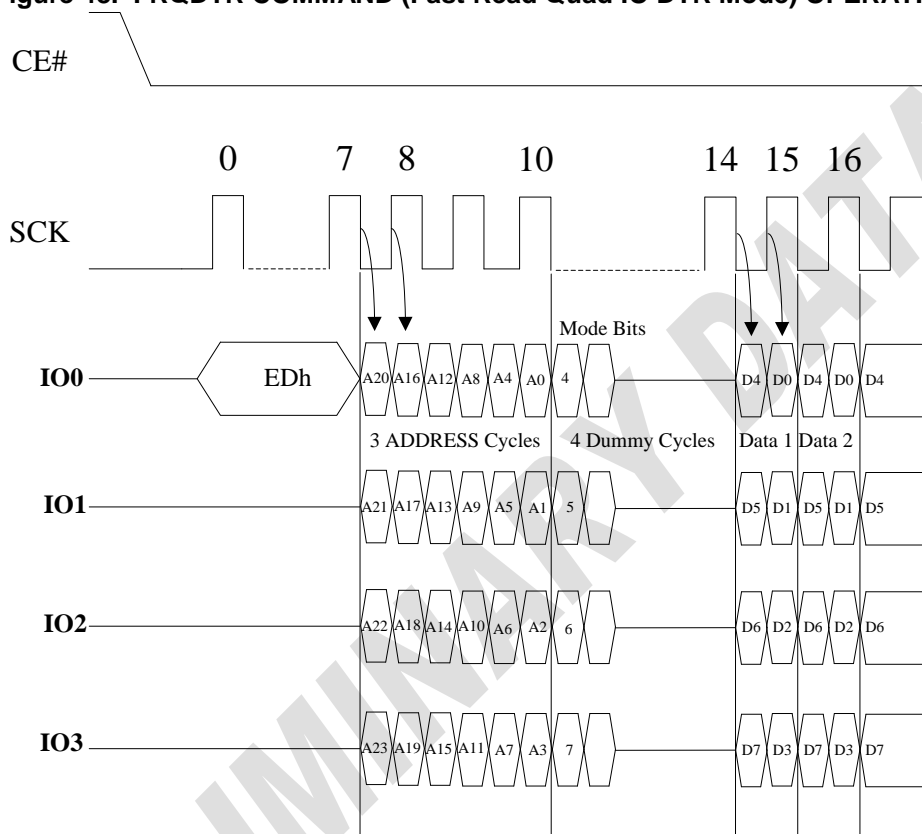 CE#
0 7 8 10 14 15 16
SCK
Mode Bits
IO0 EDh A20 A16 A12 A8 A4 A0 4 D4 D0 D4 D0 D4
3 ADDRESS Cycles 4 Dummy Cycles Data 1 Data 2
IO1 A21 A17 A13 A9 A5 A1 5 D5 D1 D5 D1 D5
IO2 A22 A18 A14 A10 A6 A2 6 D6 D2 D6 D2 D6
IO3 A23 A19 A15 A11 A7 A3 7 D7 D3 D7 D3 D7
IMINARY DATA